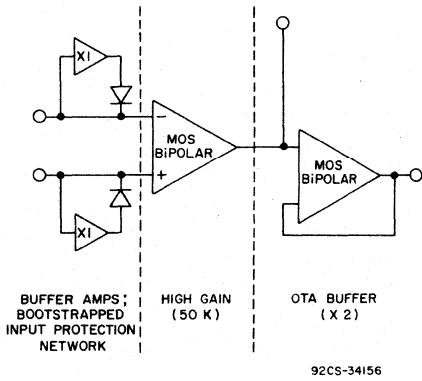 X1
MOS
BiPOLAR
MOS
BiPOLAR
X1
BUFFER AMPS;
BOOTSTRAPPED
INPUT PROTECTION
NETWORK
HIGH GAIN
(50 K)
OTA BUFFER
(X 2)
92CS-34156